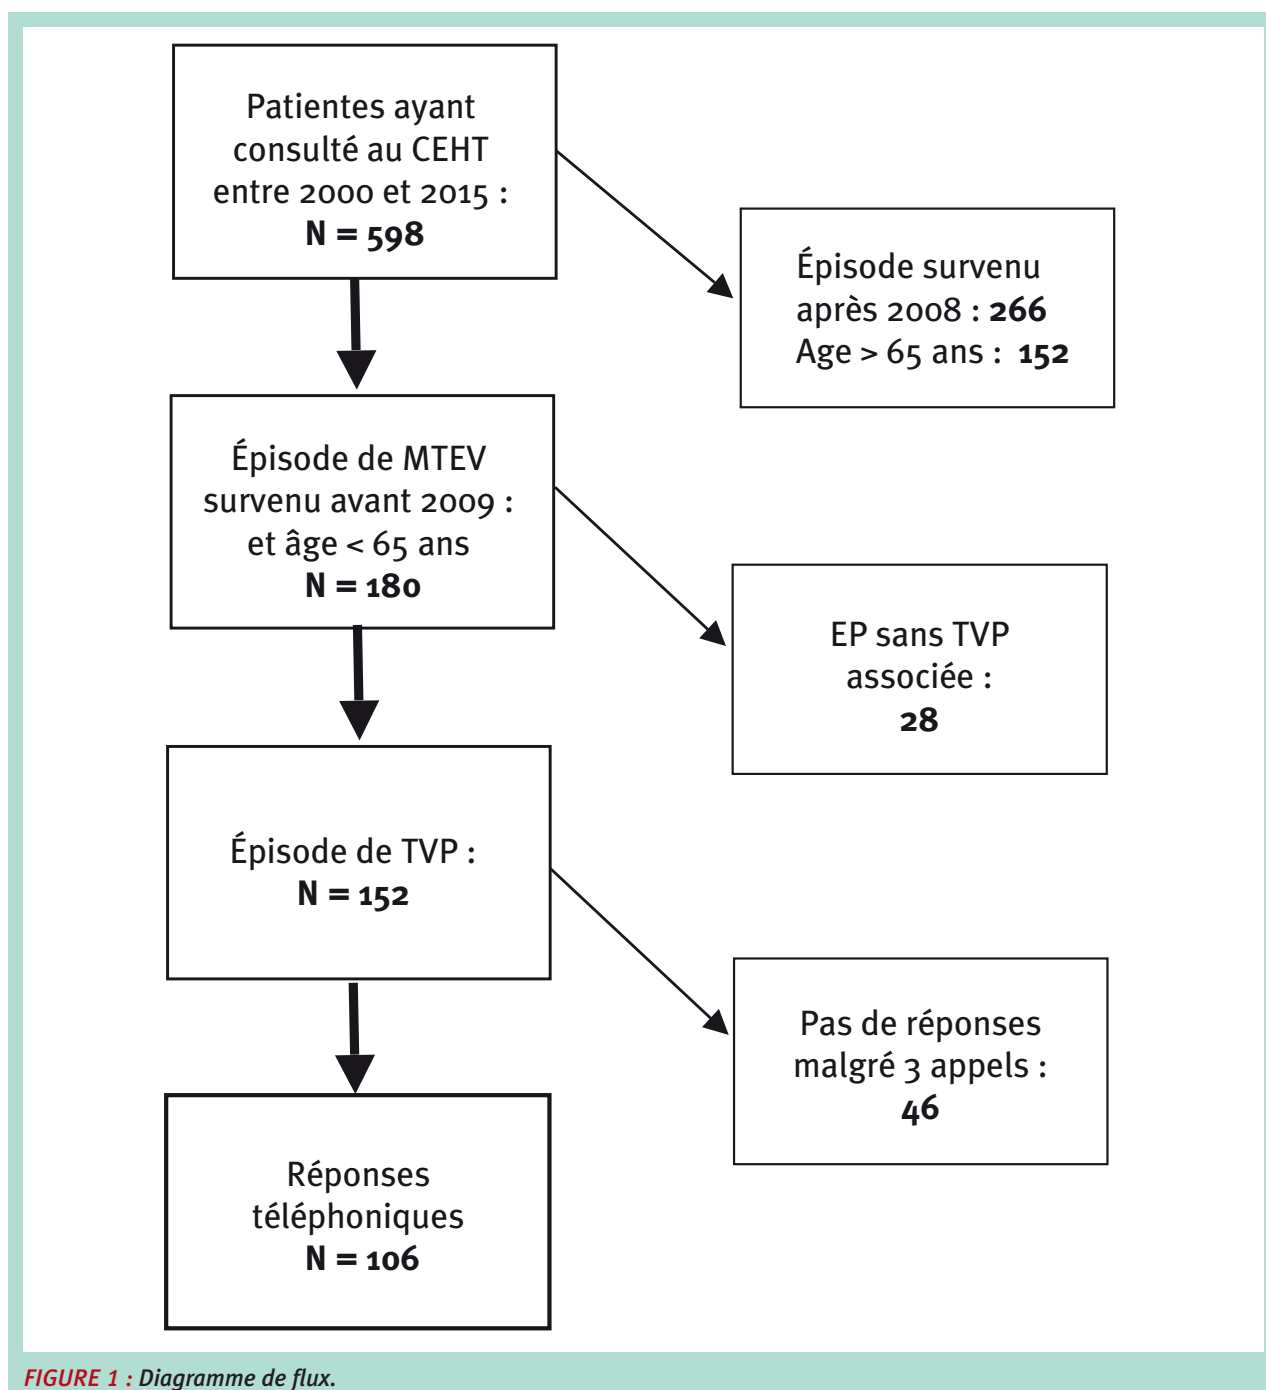 Patientes ayant
consulté au CEHT
entre 2000 et 2015 :
N = 598
Épisode survenu
après 2008 : 266
Age > 65 ans : 152
Épisode de MTEV
survenu avant 2009 :
et âge < 65 ans
N = 180
EP sans TVP
associée :
28
Épisode de TVP :
N = 152
Pas de réponses
malgré 3 appels :
46
Réponses
téléphoniques
N = 106
FIGURE 1 : Diagramme de flux.